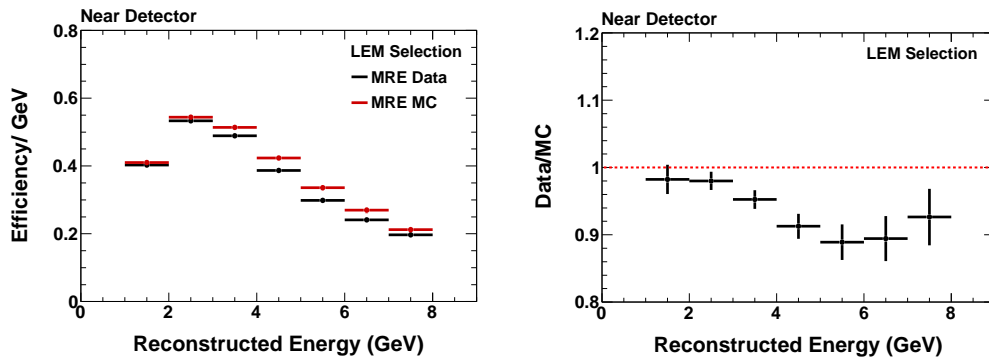 Near Detector
0.8
0.6
0.4
0.2
0
Efficiency/ GeV
LEM Selection
MRE Data
MRE MC
0 2 4 6 8
Reconstructed Energy (GeV)
Near Detector
1.2
1.1
1
0.9
0.8
Data/MC
LEM Selection
0 2 4 6 8
Reconstructed Energy (GeV)